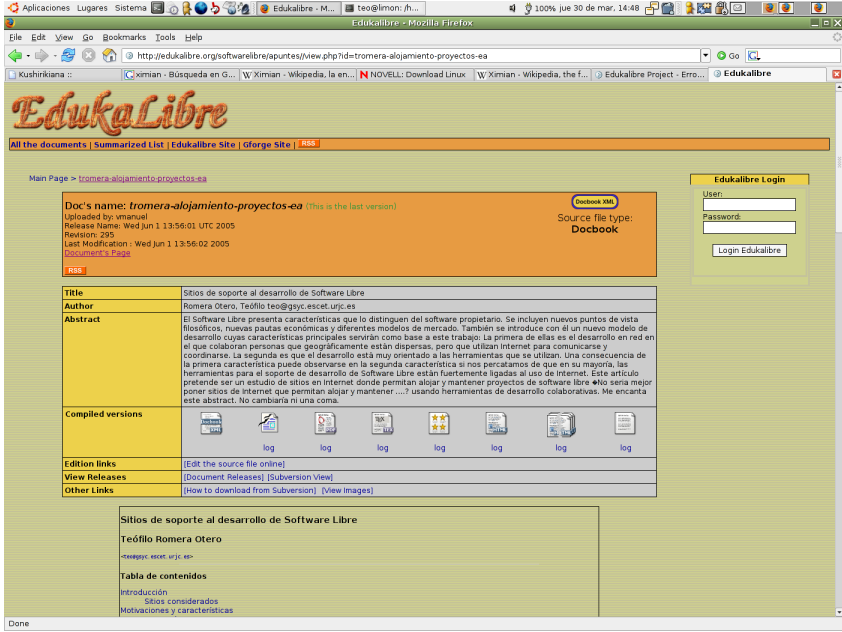 Aplicaciones Lugares Sistema Edukalibre - M... teo@limon: /h... 100% jue 30 de mar, 14:48
Edukalibre - Mozilla Firefox
File Edit View Go Bookmarks Tools Help
http://edukalibre.org/softwarelibre/apuntes//view.php?id=tromera-alojamiento-proyectos-ea Go
Kushirikiana :: ximian - Búsqueda en G... Ximian - Wikipedia, la en... NOVELL: Download Linux Ximian - Wikipedia, the f... Edukalibre Project - Erro... Edukalibre
EdukaLibre
All the documents | Summarized List | Edukalibre Site | Gforge Site | RSS
Main Page > tromera-alojamiento-proyectos-ea
Edukalibre Login
User:
Password:
Login Edukalibre
Doc's name: tromera-alojamiento-proyectos-ea (This is the last version)
Uploaded by: vmanuel
Release Name: Wed Jun 1 13:56:01 UTC 2005
Revision: 295
Last Modification : Wed Jun 1 13:56:02 2005
Document's Page
RSS
Docbook XML
Source file type:
Docbook
Title Sitios de soporte al desarrollo de Software Libre
Author Romera Otero, Teófilo teo@gsyc.escet.urjc.es
Abstract El Software Libre presenta características que lo distinguen del software propietario. Se incluyen nuevos puntos de vista
filosóficos, nuevas pautas económicas y diferentes modelos de mercado. También se introduce con él un nuevo modelo de
desarrollo cuyas características principales servirán como base a este trabajo: La primera de ellas es el desarrollo en red en
el que colaboran personas que geográficamente están dispersas, pero que utilizan Internet para comunicarse y
coordinarse. La segunda es que el desarrollo está muy orientado a las herramientas que se utilizan. Una consecuencia de
la primera característica puede observarse en la segunda característica si nos percatamos de que en su mayoría, las
herramientas para el soporte de desarrollo de Software Libre están fuertemente ligadas al uso de Internet. Este artículo
pretende ser un estudio de sitios en Internet donde permitan alojar y mantener proyectos de software libre �No seria mejor
poner sitios de Internet que permitan alojar y mantener ....? usando herramientas de desarrollo colaborativas. Me encanta
este abstract. No cambiaría ni una coma.
Compiled versions
log log log log log log log
Edition links [Edit the source file online]
View Releases [Document Releases] [Subversion View]
Other Links [How to download from Subversion] [View Images]
Sitios de soporte al desarrollo de Software Libre
Teófilo Romera Otero
<teo@gsyc.escet.urjc.es>
Tabla de contenidos
Introducción
Sitios considerados
Motivaciones y características
Done